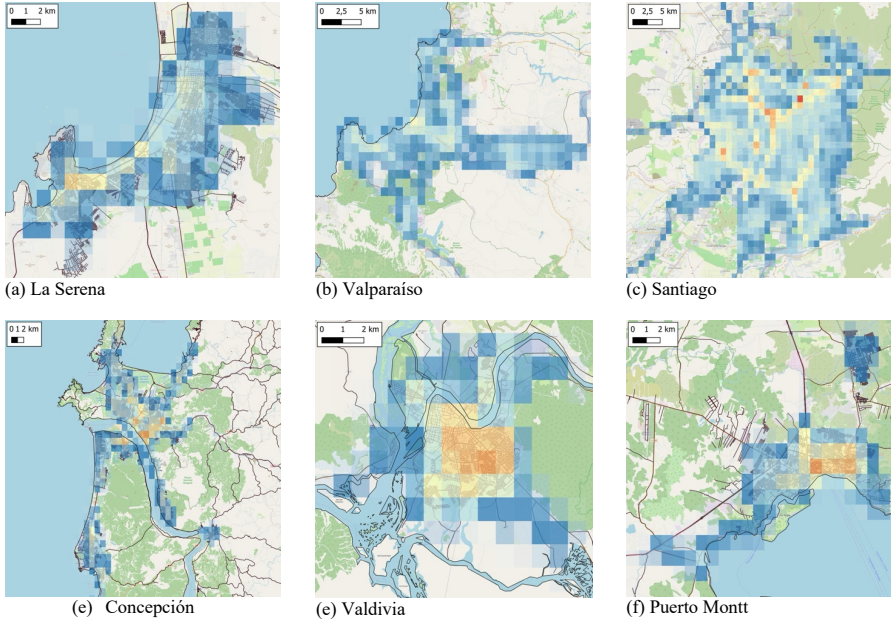 0 1 2 km
0 2,5 5 km
0 2,5 5 km
(a) La Serena
(b) Valparaíso
(c) Santiago
0 1 2 km
0 1 2 km
0 1 2 km
(e) Concepción
(e) Valdivia
(f) Puerto Montt